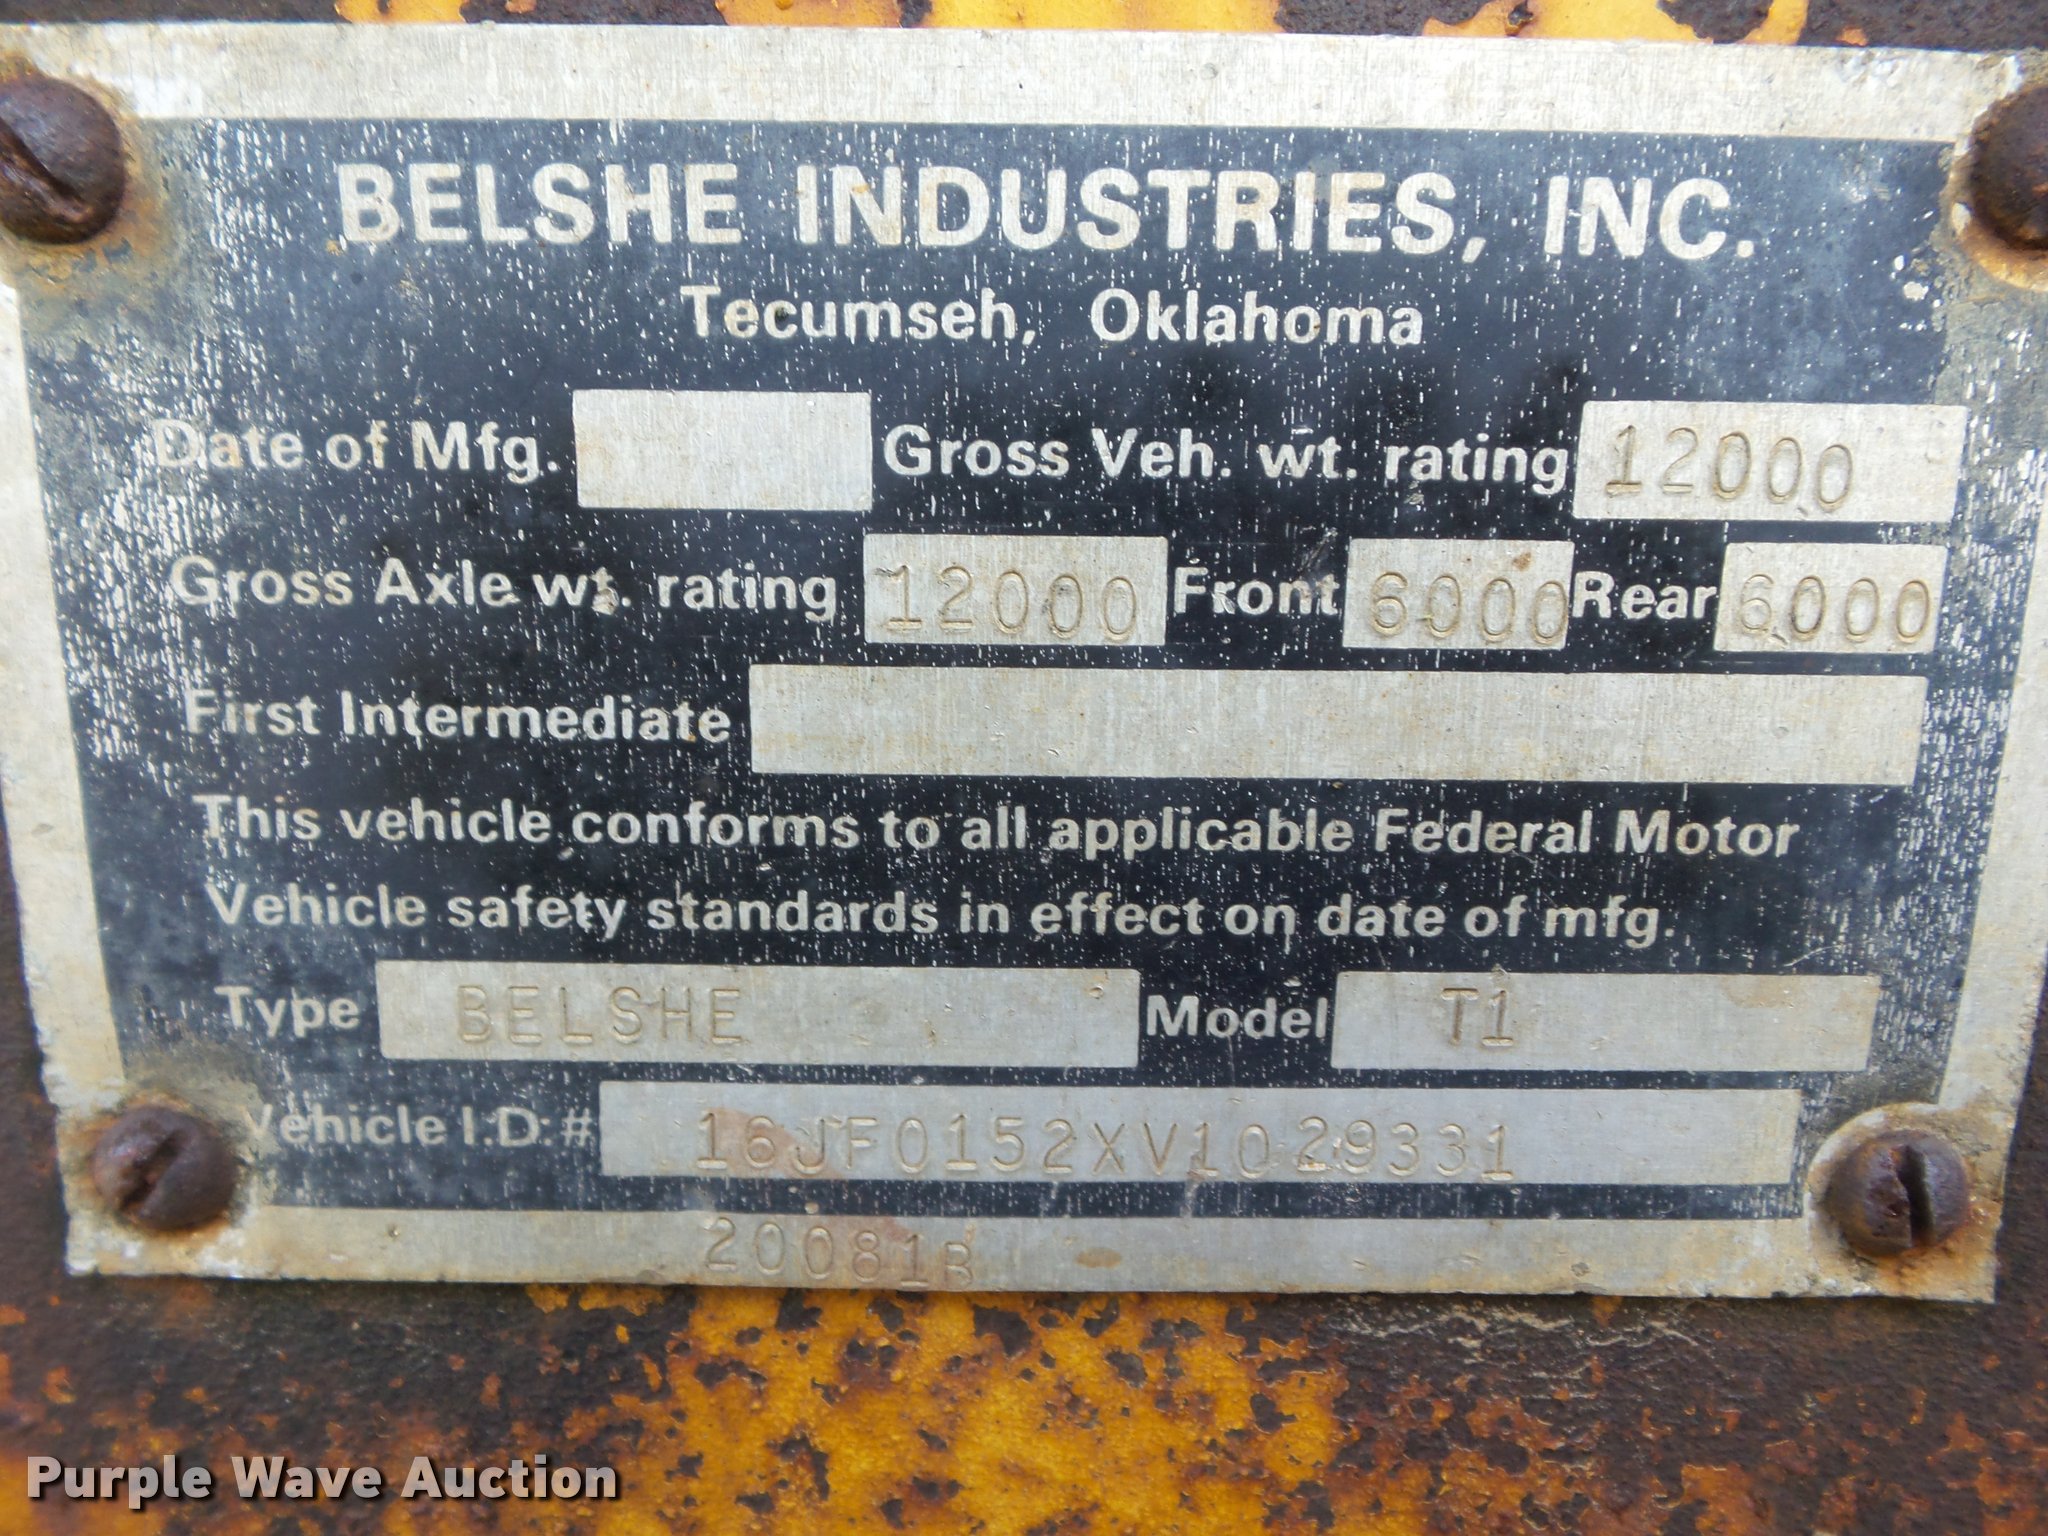 BELSHE INDUSTRIES, INC.
Tecumseh, Oklahoma
Date of Mfg. Gross Veh. wt. rating 12000
Gross Axle wt. rating 12000 Front 6000 Rear 6000
First Intermediate
This vehicle conforms to all applicable Federal Motor
Vehicle safety standards in effect on date of mfg.
Type BELSHE Model T1
Vehicle I.D.# 16JF0152XV1029331
20081B
Purple Wave Auction